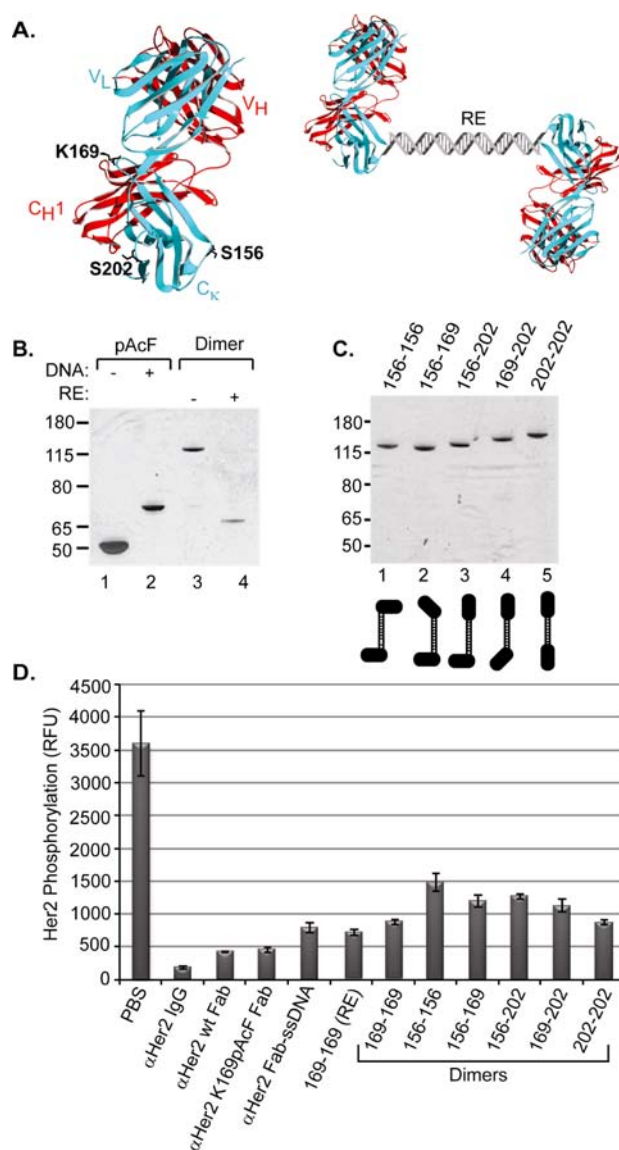 A.
V_L
V_H
K169
C_H1
S202
S156
C_κ
RE
B.
pAcF Dimer
DNA: - +
RE: - +
180
115
80
65
50
1 2 3 4
C.
156-156
156-169
156-202
169-202
202-202
180
115
80
65
50
1 2 3 4 5
D.
Her2 Phosphorylation (RFU)
4500
4000
3500
3000
2500
2000
1500
1000
500
0
PBS
αHer2 IgG
αHer2 wt Fab
αHer2 K169pAcF Fab
αHer2 Fab-ssDNA
169-169 (RE)
169-169
156-156
156-169
156-202
169-202
202-202
Dimers